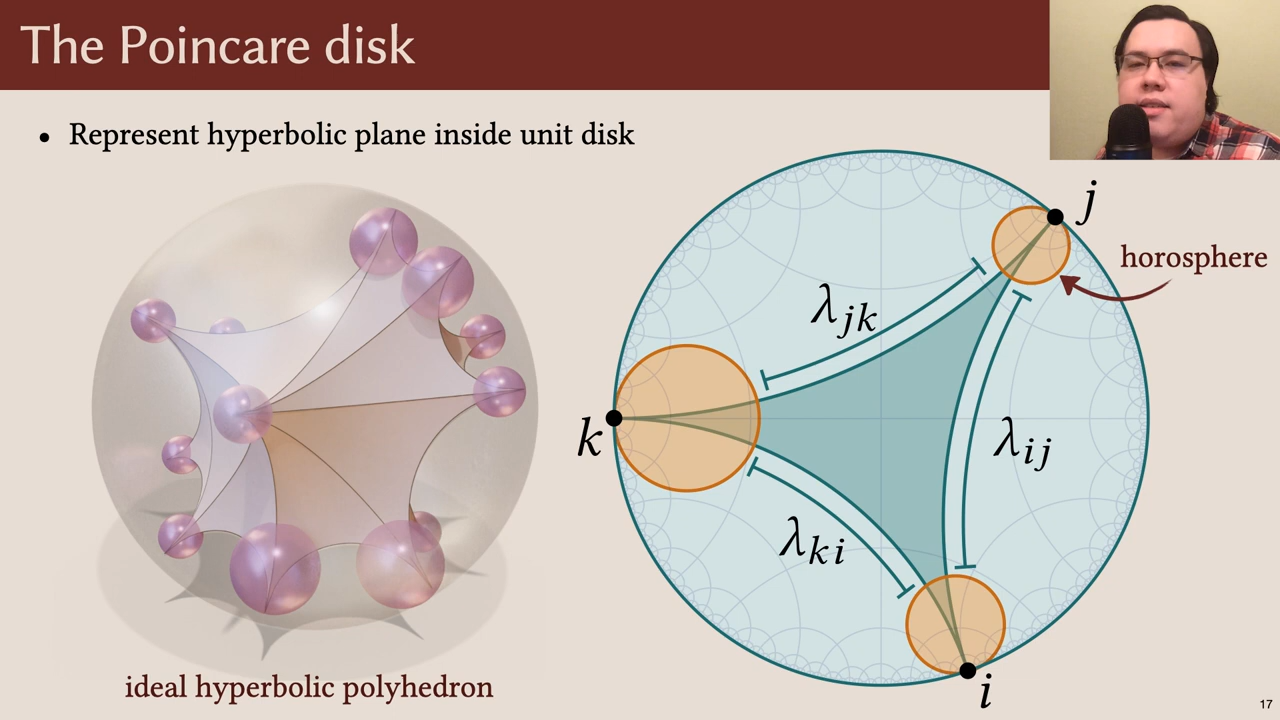 The Poincare disk
• Represent hyperbolic plane inside unit disk
j
horosphere
λjk
k
λij
λki
i
ideal hyperbolic polyhedron
17